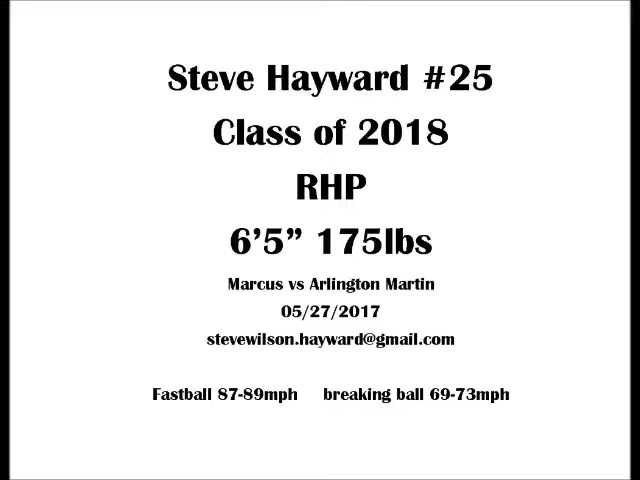 Steve Hayward #25
Class of 2018
RHP
6’5” 175lbs
Marcus vs Arlington Martin
05/27/2017
stevewilson.hayward@gmail.com
Fastball 87-89mph breaking ball 69-73mph